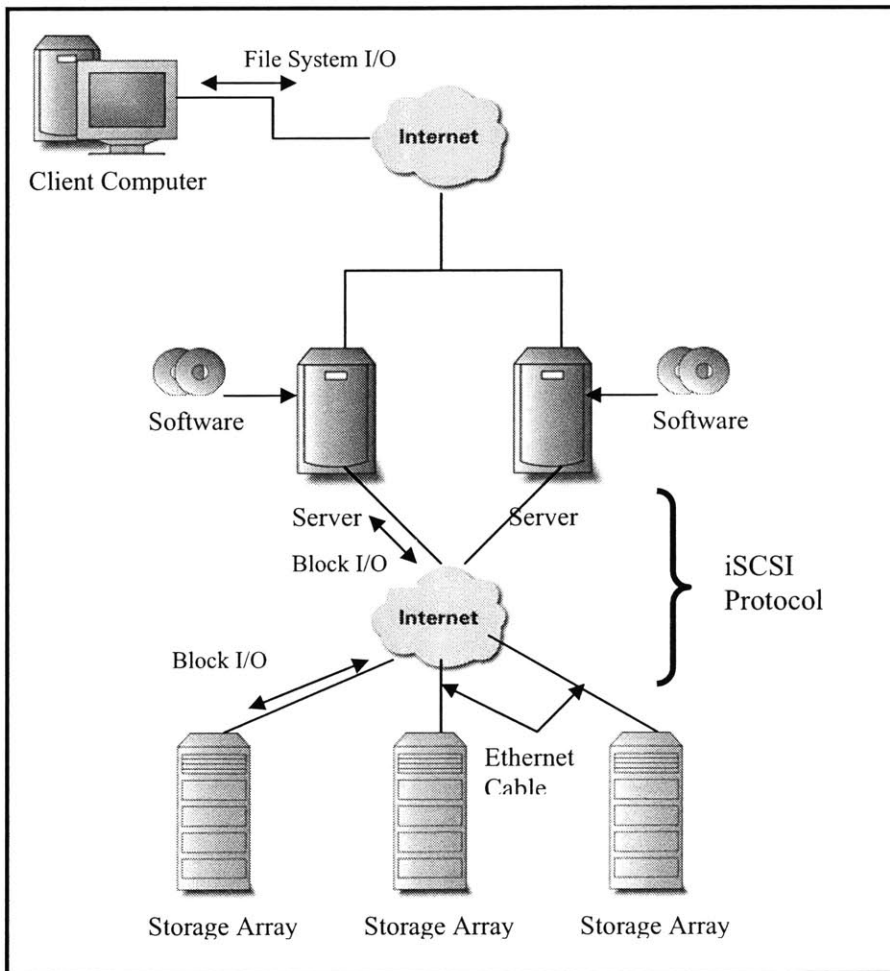 File System I/O
Internet
Client Computer
Software
Software
Server
Server
Block I/O
iSCSI
Protocol
Internet
Block I/O
Ethernet
Cable
Storage Array
Storage Array
Storage Array